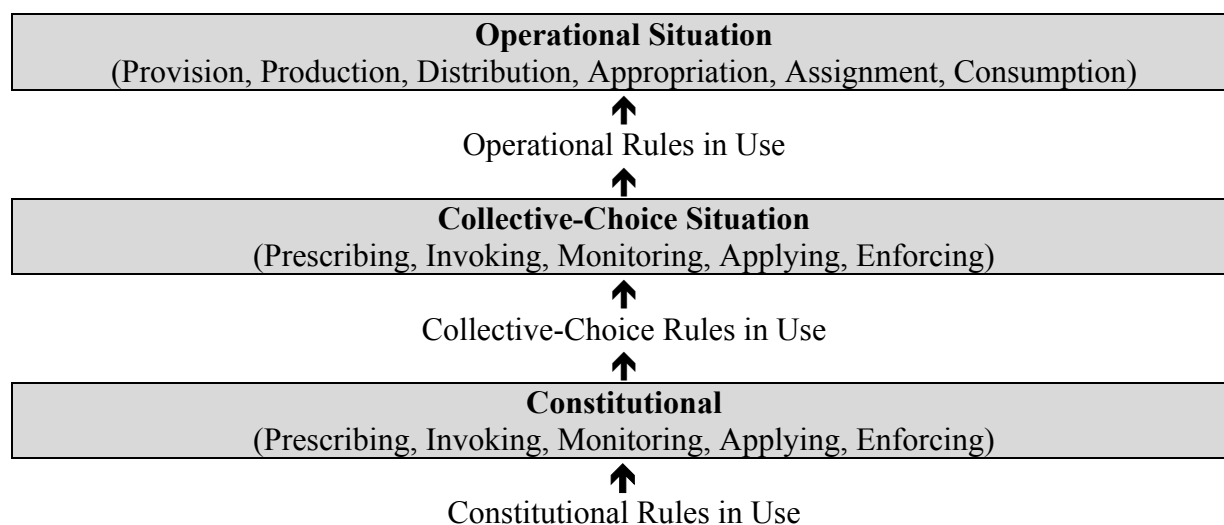 Operational Situation
(Provision, Production, Distribution, Appropriation, Assignment, Consumption)
Operational Rules in Use
Collective-Choice Situation
(Prescribing, Invoking, Monitoring, Applying, Enforcing)
Collective-Choice Rules in Use
Constitutional
(Prescribing, Invoking, Monitoring, Applying, Enforcing)
Constitutional Rules in Use